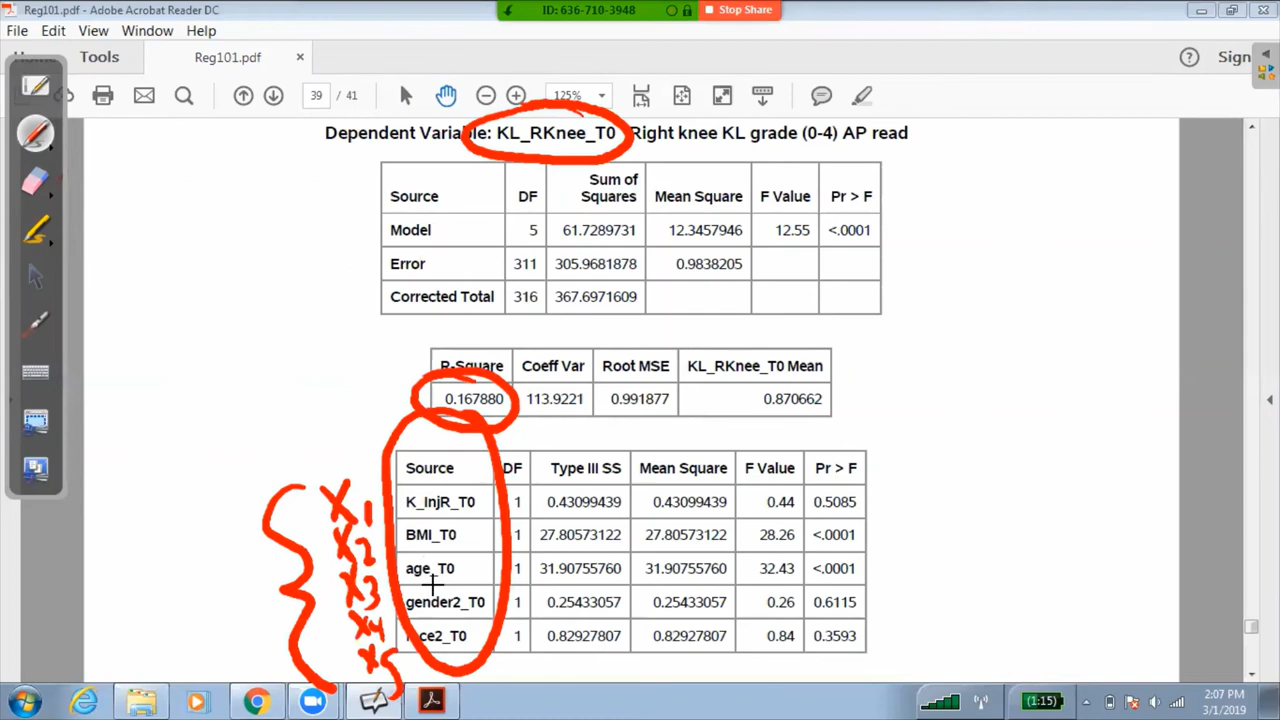 Reg101.pdf - Adobe Acrobat Reader DC
ID: 636-710-3948
Stop Share
File Edit View Window Help
Tools
Reg101.pdf
Sign
39 / 41
125%
Dependent Variable: KL_RKnee_T0 Right knee KL grade (0-4) AP read
Source DF Sum of Squares Mean Square F Value Pr > F
Model 5 61.7289731 12.3457946 12.55 <.0001
Error 311 305.9681878 0.9838205
Corrected Total 316 367.6971609
R-Square Coeff Var Root MSE KL_RKnee_T0 Mean
0.167880 113.9221 0.991877 0.870662
Source DF Type III SS Mean Square F Value Pr > F
X1 K_InjR_T0 1 0.43099439 0.43099439 0.44 0.5085
X2 BMI_T0 1 27.80573122 27.80573122 28.26 <.0001
X3 age_T0 1 31.90755760 31.90755760 32.43 <.0001
X4 gender2_T0 1 0.25433057 0.25433057 0.26 0.6115
X5 1 0.82927807 0.82927807 0.84 0.3593
(1:15)
2:07 PM
3/1/2019